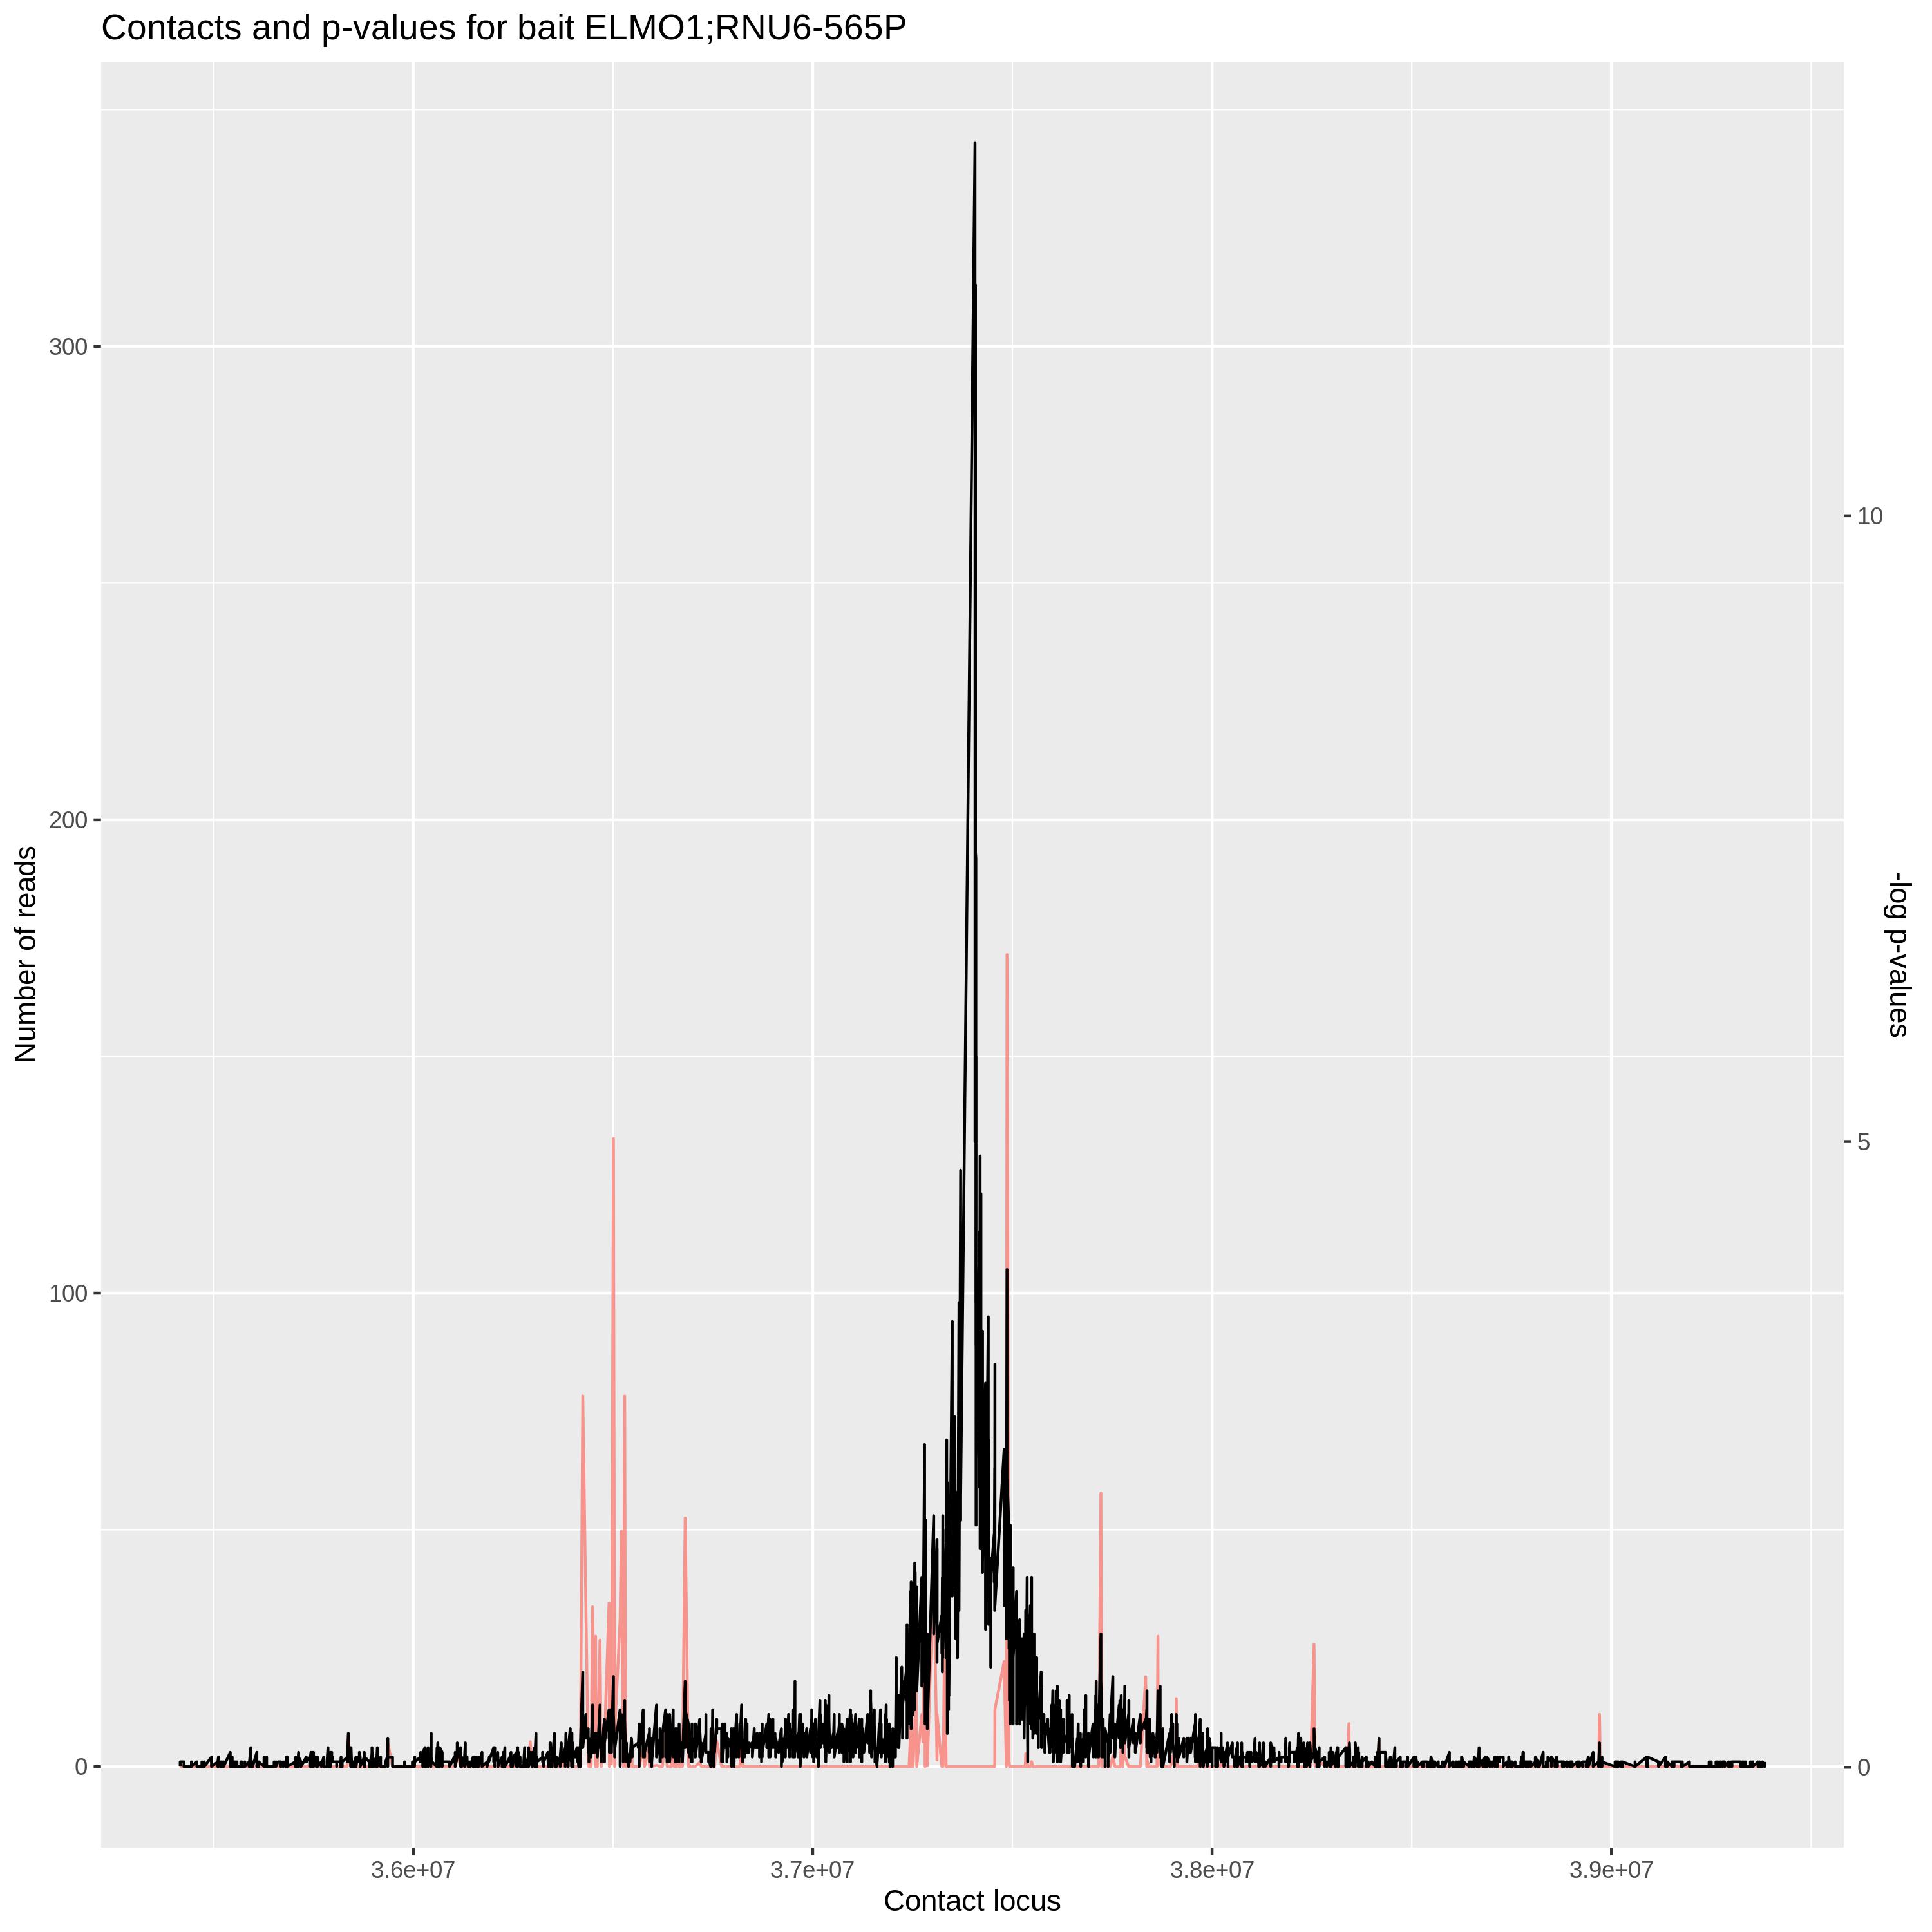 Contacts and p-values for bait ELMO1;RNU6-565P
300
200
100
0
Number of reads
10
5
0
-log p-values
3.6e+07 3.7e+07 3.8e+07 3.9e+07
Contact locus